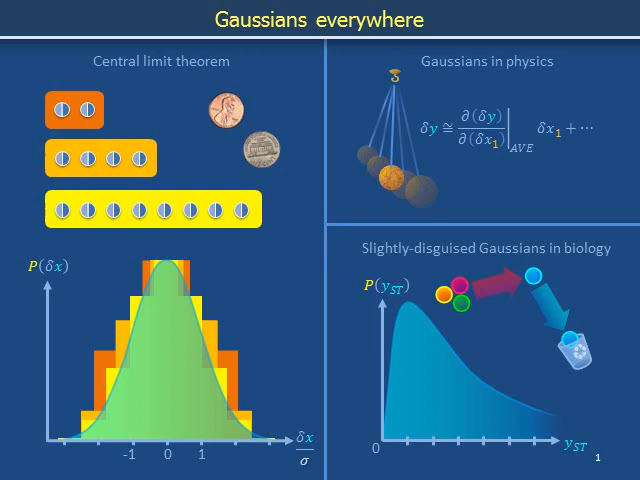 Gaussians everywhere
Central limit theorem
P(δx)
-1 0 1
δx/σ
Gaussians in physics
δy ≅ ∂(δy)/∂(δx₁)|AVE δx₁ + ⋯
Slightly-disguised Gaussians in biology
P(yST)
0
yST
1